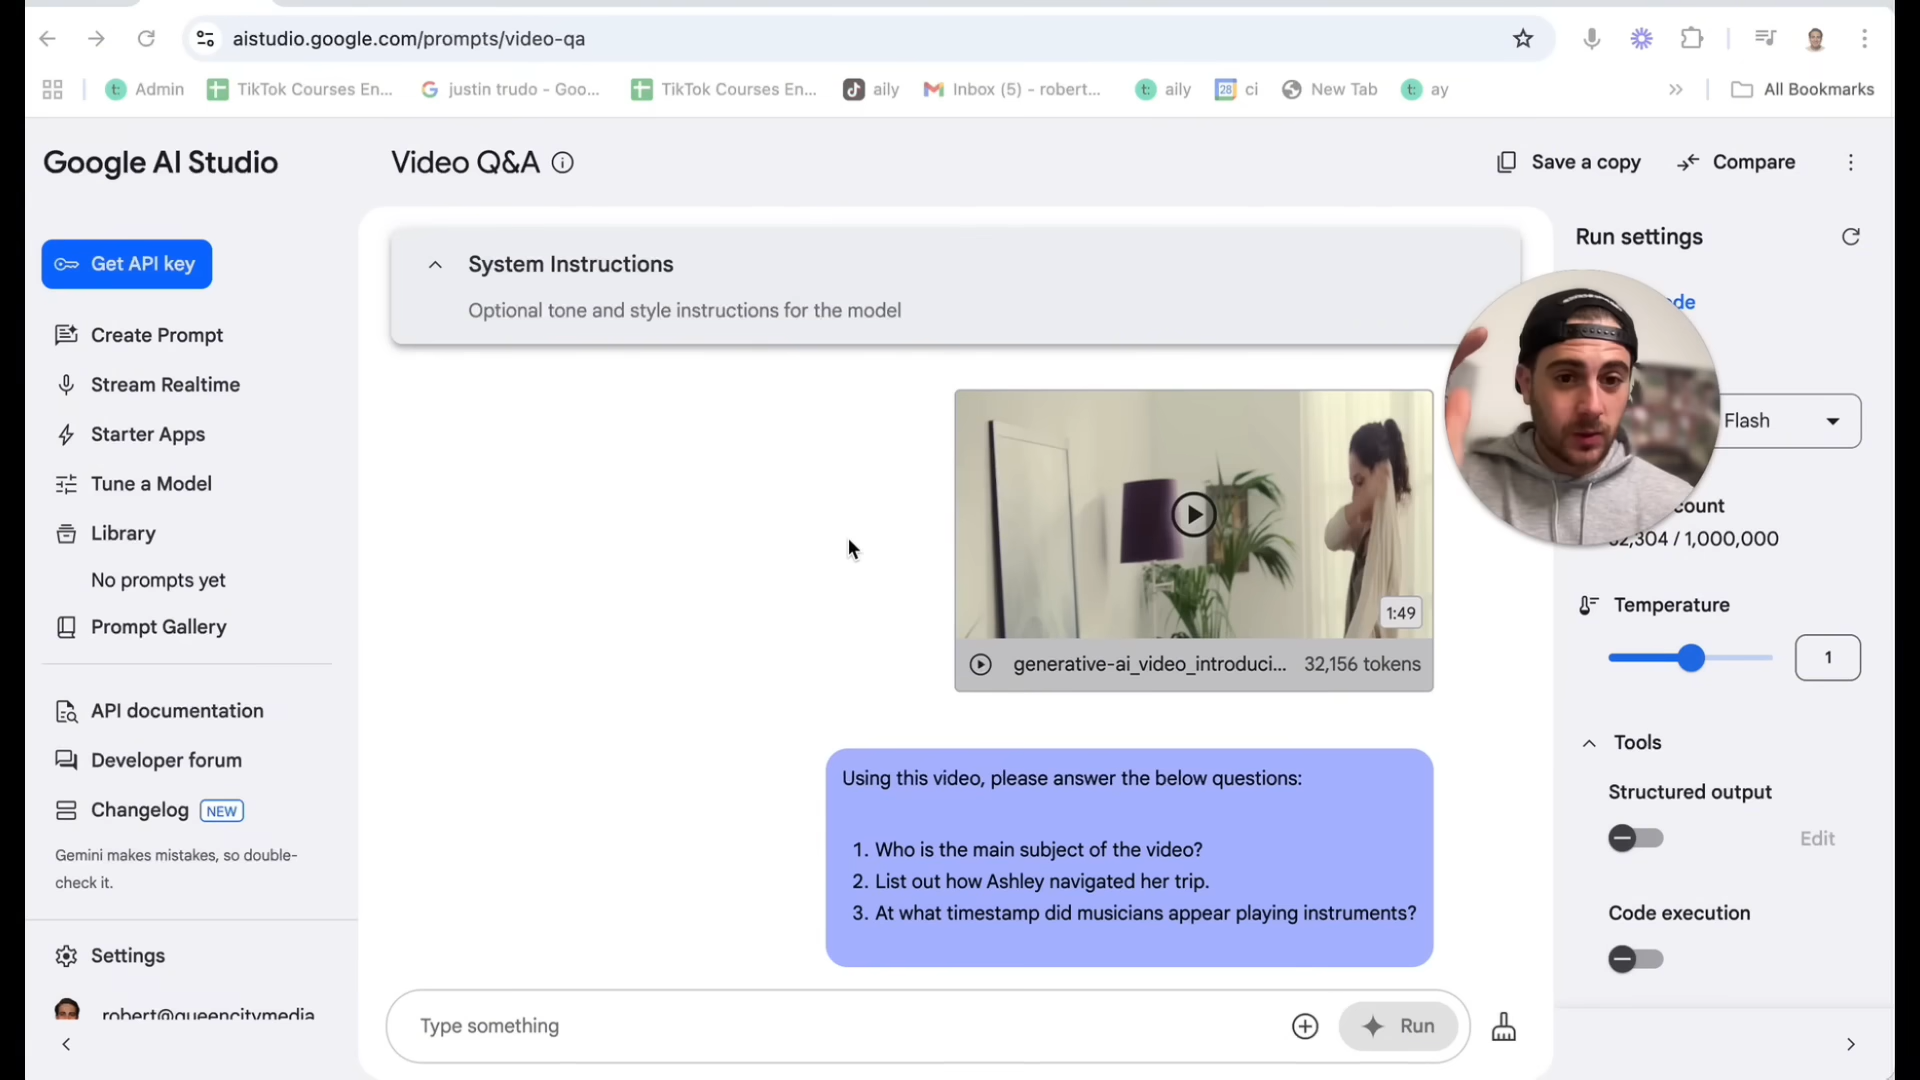 aistudio.google.com/prompts/video-qa
Admin
TikTok Courses En...
justin trudo - Goo...
TikTok Courses En...
aily
Inbox (5) - robert...
aily
28
ci
New Tab
ay
All Bookmarks
Google AI Studio
Video Q&A
Save a copy
Compare
Get API key
Create Prompt
Stream Realtime
Starter Apps
Tune a Model
Library
No prompts yet
Prompt Gallery
API documentation
Developer forum
Changelog NEW
Gemini makes mistakes, so double-
check it.
Settings
robert@queencitymedia
System Instructions
Optional tone and style instructions for the model
1:49
generative-ai_video_introduci... 32,156 tokens
Using this video, please answer the below questions:
1. Who is the main subject of the video?
2. List out how Ashley navigated her trip.
3. At what timestamp did musicians appear playing instruments?
Type something
Run
Run settings
Flash
32,304 / 1,000,000
Temperature
1
Tools
Structured output
Edit
Code execution